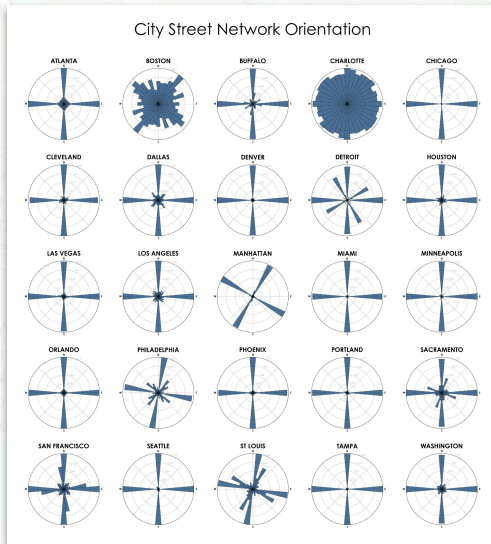 City Street Network Orientation
ATLANTA BOSTON BUFFALO CHARLOTTE CHICAGO
CLEVELAND DALLAS DENVER DETROIT HOUSTON
LAS VEGAS LOS ANGELES MANHATTAN MIAMI MINNEAPOLIS
ORLANDO PHILADELPHIA PHOENIX PORTLAND SACRAMENTO
SAN FRANCISCO SEATTLE ST LOUIS TAMPA WASHINGTON